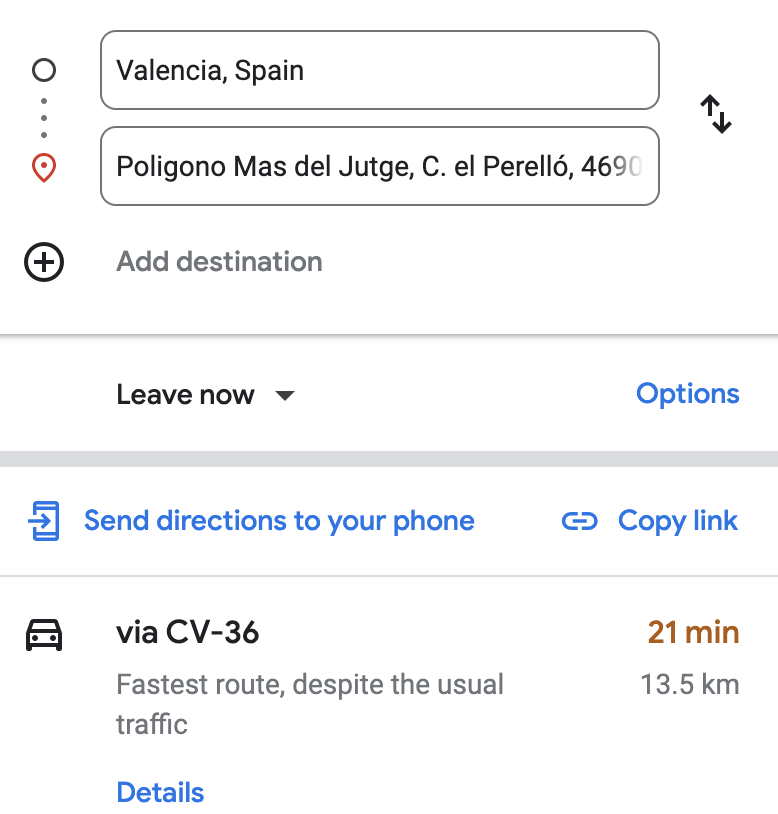 Valencia, Spain
Poligono Mas del Jutge, C. el Perelló, 4690
Add destination
Leave now
Options
Send directions to your phone
Copy link
via CV-36
21 min
Fastest route, despite the usual
13.5 km
traffic
Details